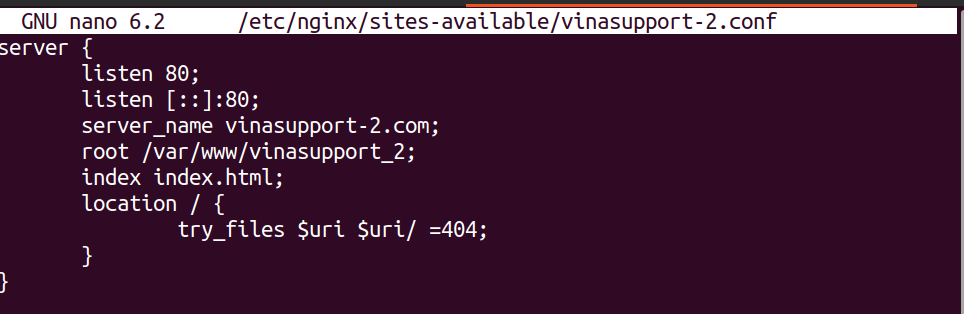 GNU nano 6.2 /etc/nginx/sites-available/vinasupport-2.conf
server {
listen 80;
listen [::]:80;
server_name vinasupport-2.com;
root /var/www/vinasupport_2;
index index.html;
location / {
try_files $uri $uri/ =404;
}
}